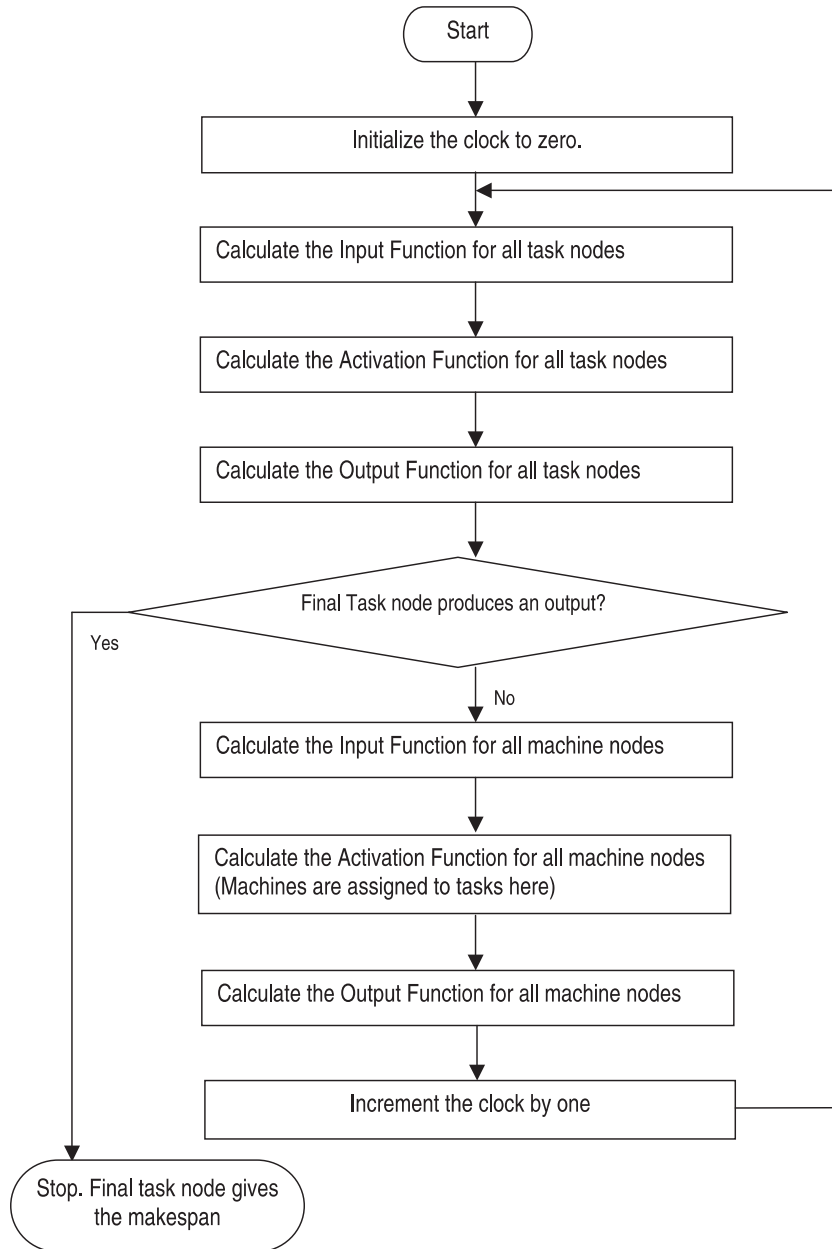 Start
Initialize the clock to zero.
Calculate the Input Function for all task nodes
Calculate the Activation Function for all task nodes
Calculate the Output Function for all task nodes
Final Task node produces an output?
Yes
No
Calculate the Input Function for all machine nodes
Calculate the Activation Function for all machine nodes
(Machines are assigned to tasks here)
Calculate the Output Function for all machine nodes
Increment the clock by one
Stop. Final task node gives
the makespan